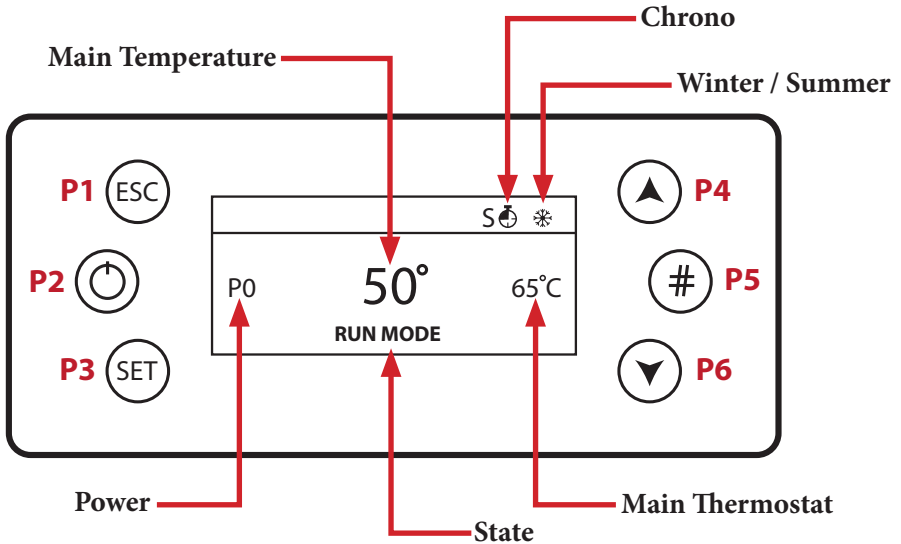 Chrono
Main Temperature
Winter / Summer
P1 ESC
P4
S
P2
P0 50° 65°C
# P5
RUN MODE
P3 SET
P6
Power
Main Thermostat
State